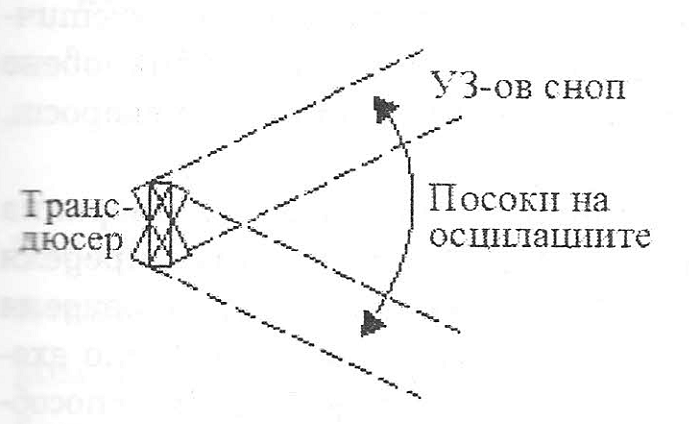 УЗ-ов сноп
Транс-
дюсер
Посоки на
осцилациите